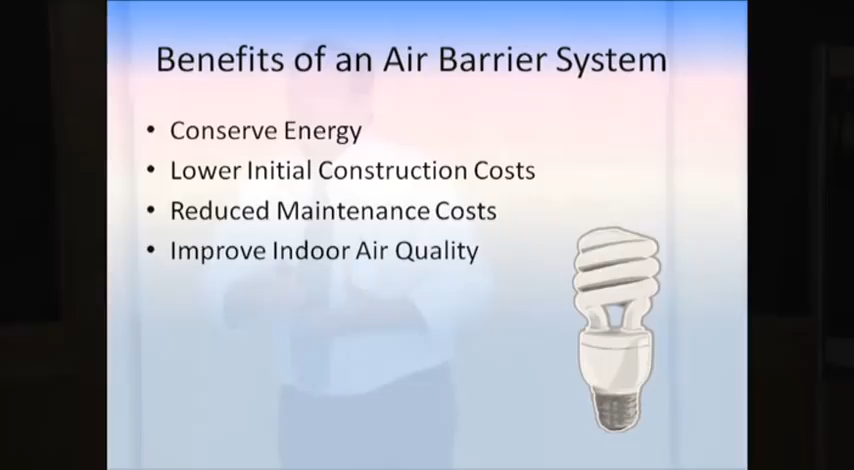 Benefits of an Air Barrier System
• Conserve Energy
• Lower Initial Construction Costs
• Reduced Maintenance Costs
• Improve Indoor Air Quality